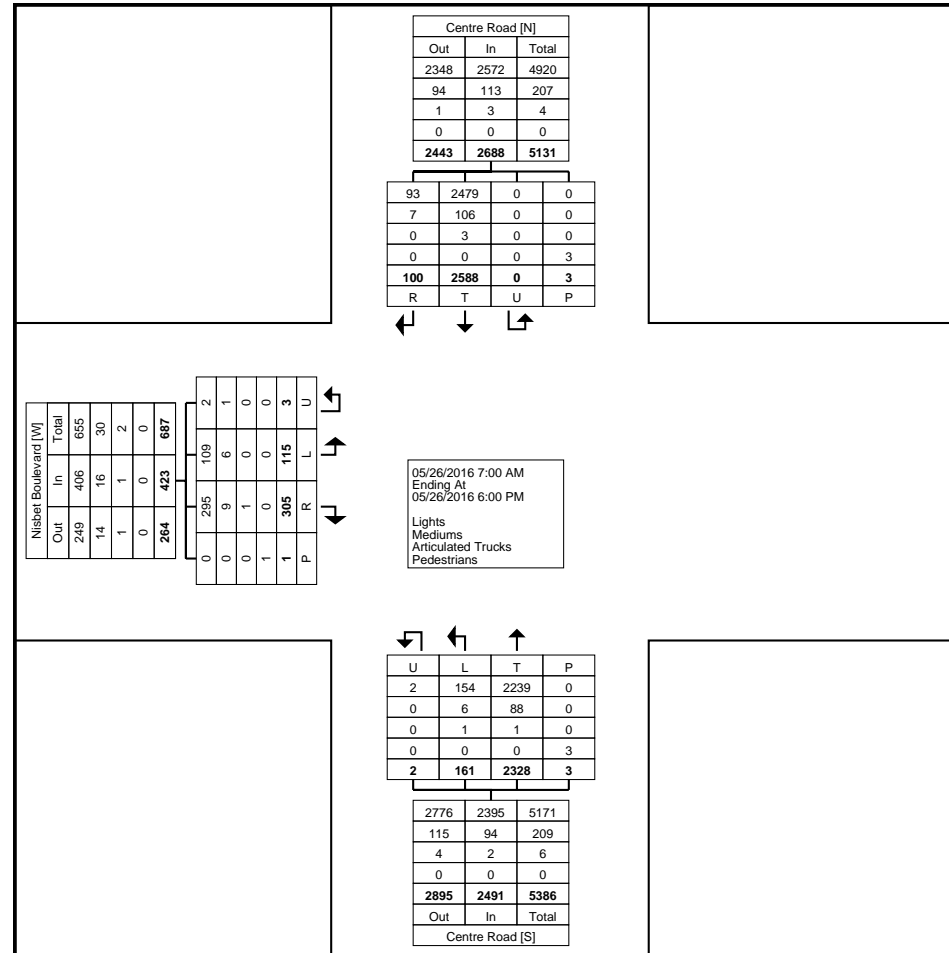 Centre Road [N]
Out In Total
2348 2572 4920
94 113 207
1 3 4
0 0 0
2443 2688 5131
93 2479 0 0
7 106 0 0
0 3 0 0
0 0 0 3
100 2588 0 3
R T U P
Nisbet Boulevard [W]
Out In Total
249 406 655
14 16 30
1 1 2
0 0 0
264 423 687
0 295 109 2
0 9 6 1
0 1 0 0
1 0 0 0
1 305 115 3
P R L U
05/26/2016 7:00 AM
Ending At
05/26/2016 6:00 PM
Lights
Mediums
Articulated Trucks
Pedestrians
U L T P
2 154 2239 0
0 6 88 0
0 1 1 0
0 0 0 3
2 161 2328 3
2776 2395 5171
115 94 209
4 2 6
0 0 0
2895 2491 5386
Out In Total
Centre Road [S]